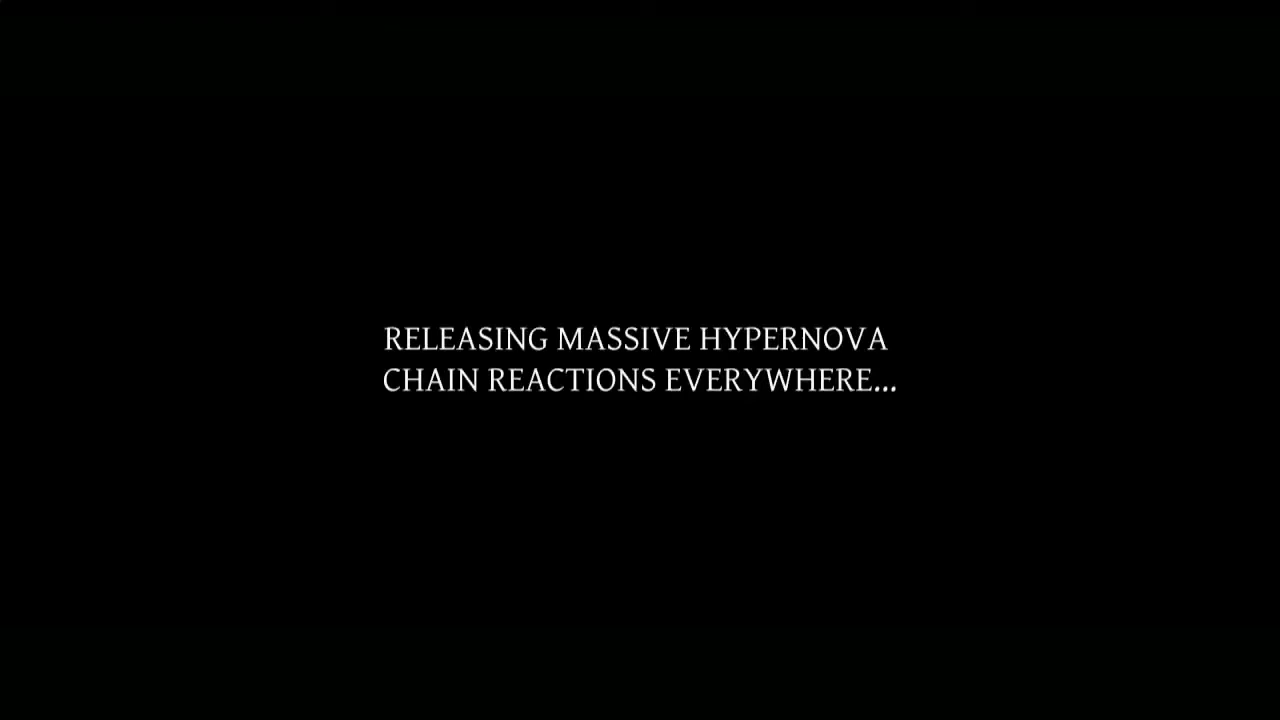 RELEASING MASSIVE HYPERNOVA
CHAIN REACTIONS EVERYWHERE...